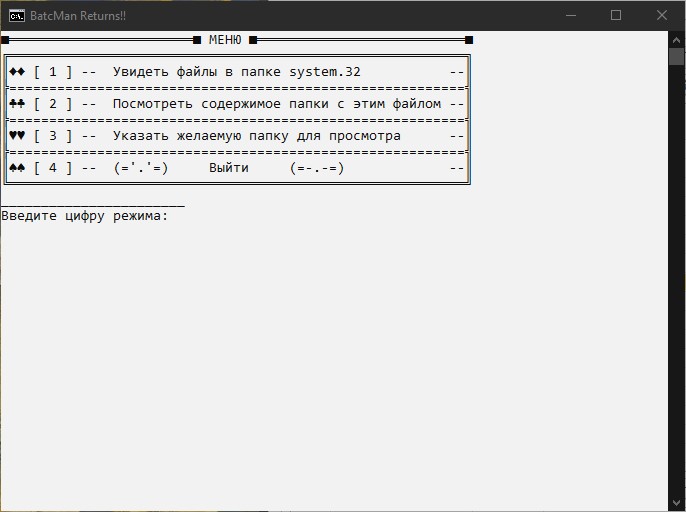 BatcMan Returns!!
■════════════════════════■ МЕНЮ ■═══════════════════════════■
♦♦ [ 1 ] --  Увидеть файлы в папке system.32           --
♣♣ [ 2 ] --  Посмотреть содержимое папки с этим файлом --
♥♥ [ 3 ] --  Указать желаемую папку для просмотра      --
♠♠ [ 4 ] --  (='.'=)     Выйти     (=-.-=)             --
_______________________
Введите цифру режима: